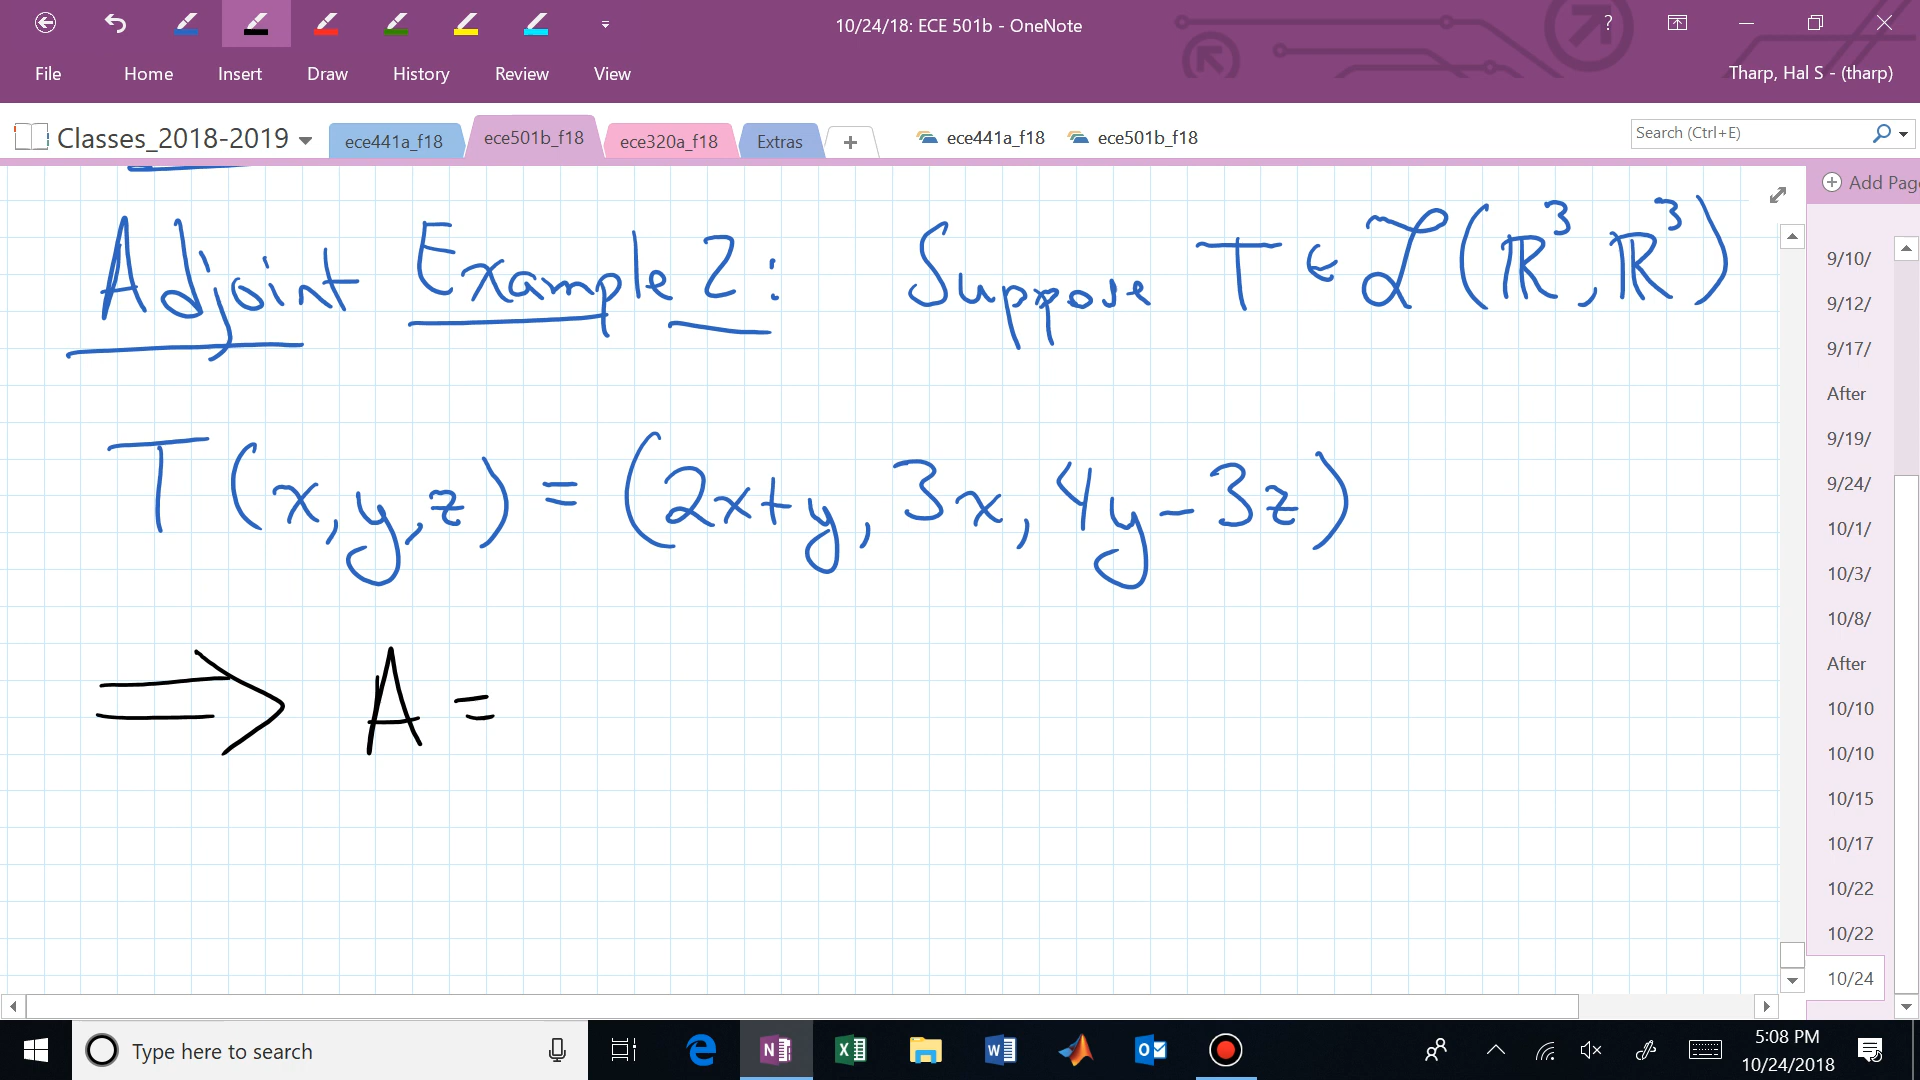 10/24/18: ECE 501b - OneNote
?
File Home Insert Draw History Review View
Tharp, Hal S - (tharp)
Classes_2018-2019
ece441a_f18
ece501b_f18
ece320a_f18
Extras
+
ece441a_f18
ece501b_f18
Search (Ctrl+E)
Add Pag
Adjoint Example 2: Suppose T ∈ ℒ(ℝ³, ℝ³)
T(x,y,z) = (2x+y, 3x, 4y-3z)
⇒ A =
9/10/
9/12/
9/17/
After
9/19/
9/24/
10/1/
10/3/
10/8/
After
10/10
10/10
10/15
10/17
10/22
10/22
10/24
Type here to search
5:08 PM
10/24/2018